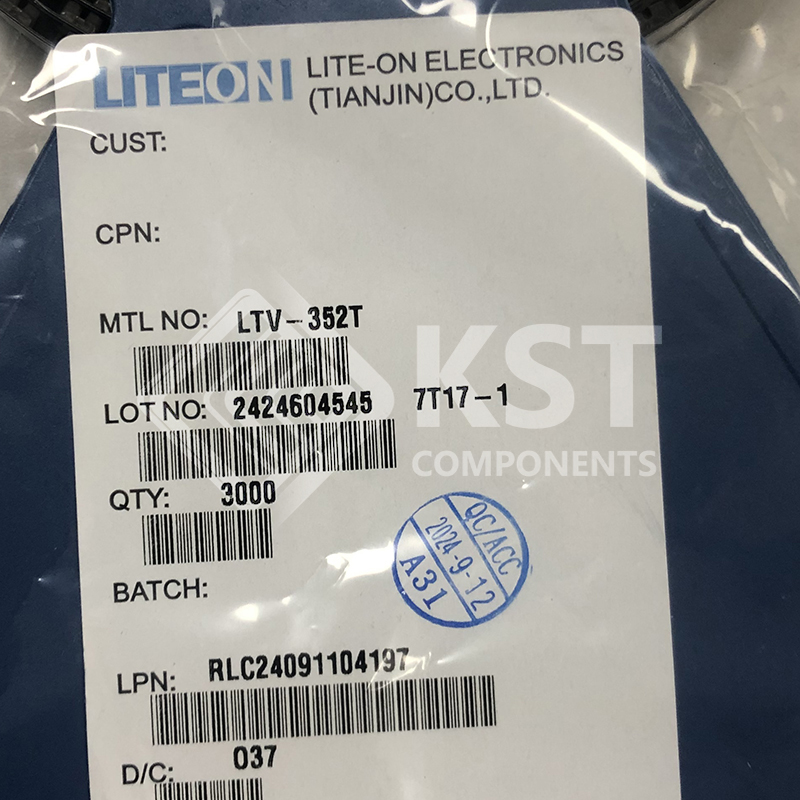 LITEON LITE-ON ELECTRONICS
(TIANJIN)CO.,LTD.
CUST:
CPN:
MTL NO: LTV-352T
KST
COMPONENTS
LOT NO: 2424604545 7T17-1
QTY: 3000
QC/ACC
2024-9-12
A31
BATCH:
LPN: RLC24091104197
D/C: 037